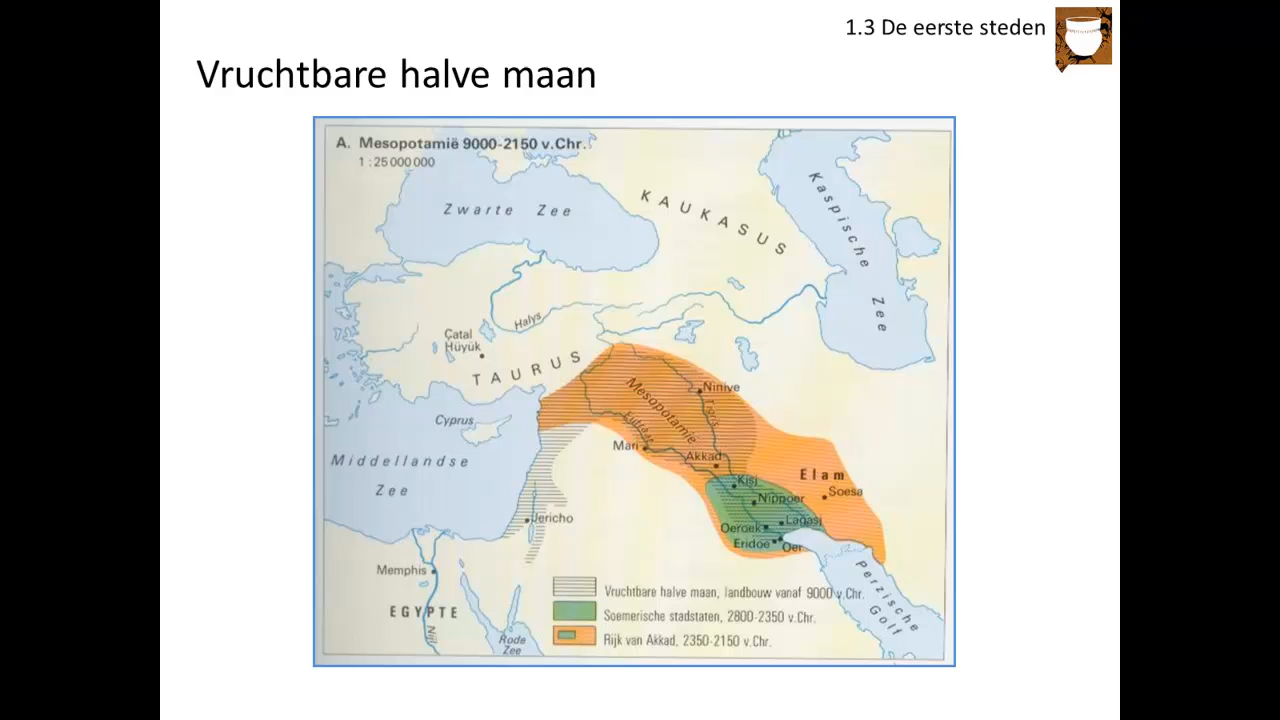 1.3 De eerste steden
Vruchtbare halve maan
A. Mesopotamië 9000-2150 v.Chr.
1 : 25 000 000
Zwarte Zee
KAUKASUS
Kaspische Zee
Halys
Çatal
Hüyük
TAURUS
Ninive
Mesopotamie
Tigris
Eufraat
Cyprus
Mari
Akkad
Middellandse
Zee
Elam
Kisj
Soesa
Nippoer
Jericho
Lagasj
Oeroek
Eridoe
Oer
Memphis
EGYPTE
Nijl
Rode
Zee
Perzische
Golf
Vruchtbare halve maan, landbouw vanaf 9000 v.Chr.
Soemerische stadstaten, 2800-2350 v.Chr.
Rijk van Akkad, 2350-2150 v.Chr.